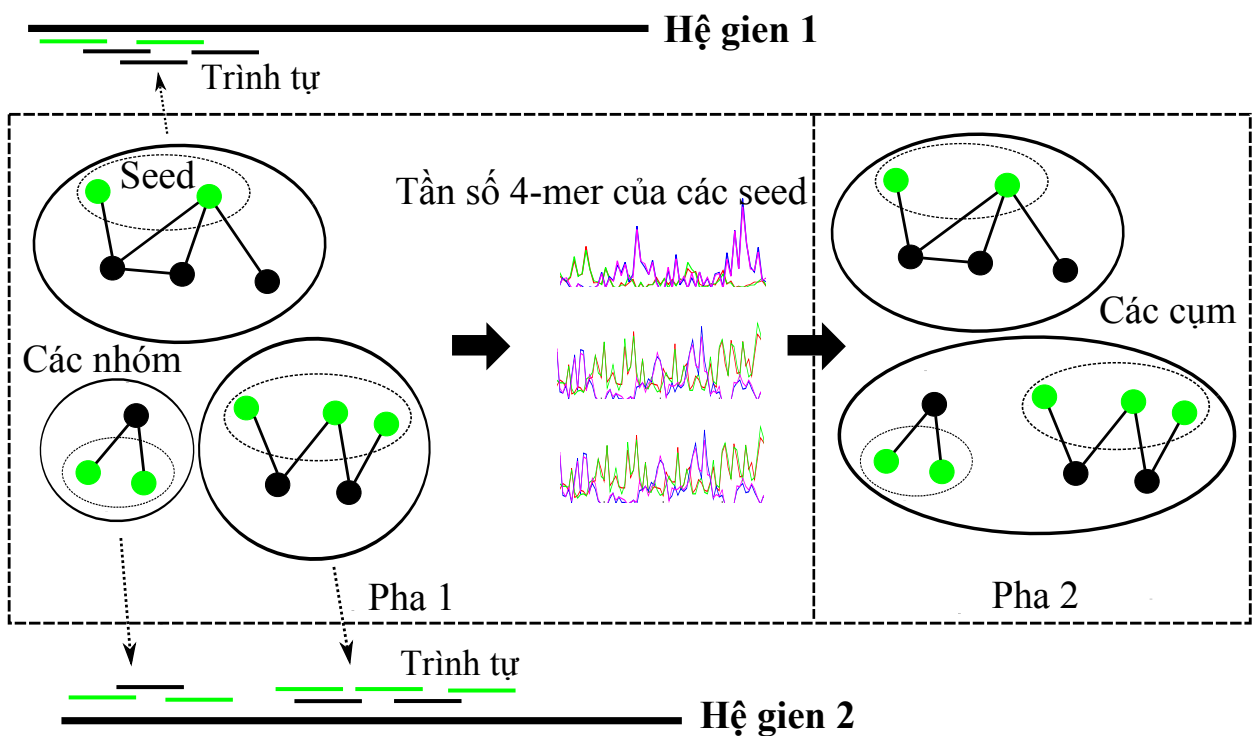 Hệ gien 1
Trình tự
Seed
Tần số 4-mer của các seed
Các cụm
Các nhóm
Pha 1
Pha 2
Trình tự
Hệ gien 2